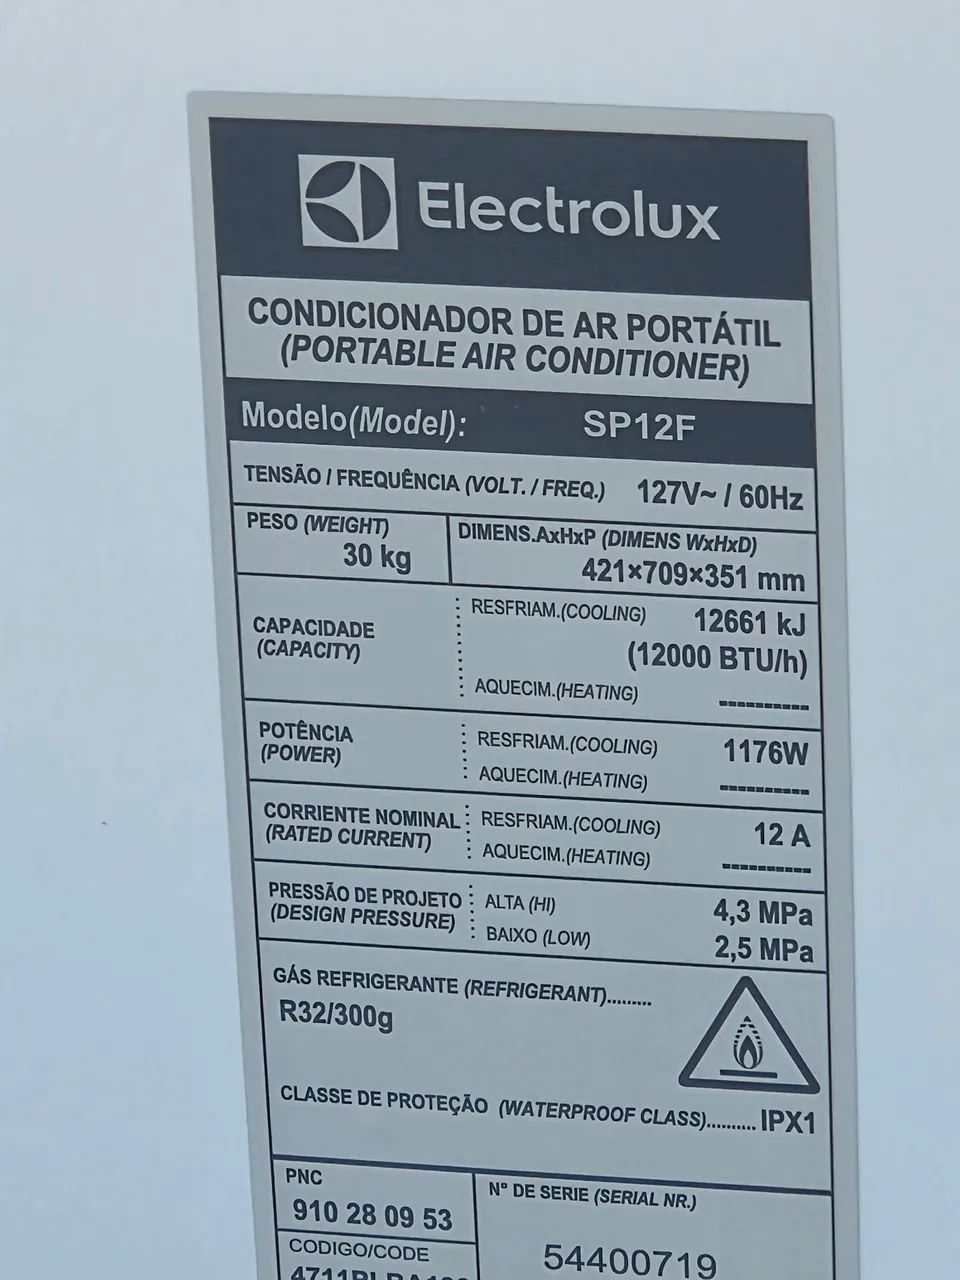 Electrolux
CONDICIONADOR DE AR PORTÁTIL
(PORTABLE AIR CONDITIONER)
Modelo(Model): SP12F
TENSÃO / FREQUÊNCIA (VOLT. / FREQ.) 127V~ / 60Hz
PESO (WEIGHT)
30 kg
DIMENS.AxHxP (DIMENS WxHxD)
421×709×351 mm
CAPACIDADE
(CAPACITY)
RESFRIAM.(COOLING) 12661 kJ
(12000 BTU/h)
AQUECIM.(HEATING) ----------
POTÊNCIA
(POWER)
RESFRIAM.(COOLING) 1176W
AQUECIM.(HEATING) ----------
CORRIENTE NOMINAL
(RATED CURRENT)
RESFRIAM.(COOLING) 12 A
AQUECIM.(HEATING) ----------
PRESSÃO DE PROJETO
(DESIGN PRESSURE)
ALTA (HI) 4,3 MPa
BAIXO (LOW) 2,5 MPa
GÁS REFRIGERANTE (REFRIGERANT).........
R32/300g
CLASSE DE PROTEÇÃO (WATERPROOF CLASS).......... IPX1
PNC
910 28 09 53
Nº DE SERIE (SERIAL NR.)
54400719
CODIGO/CODE